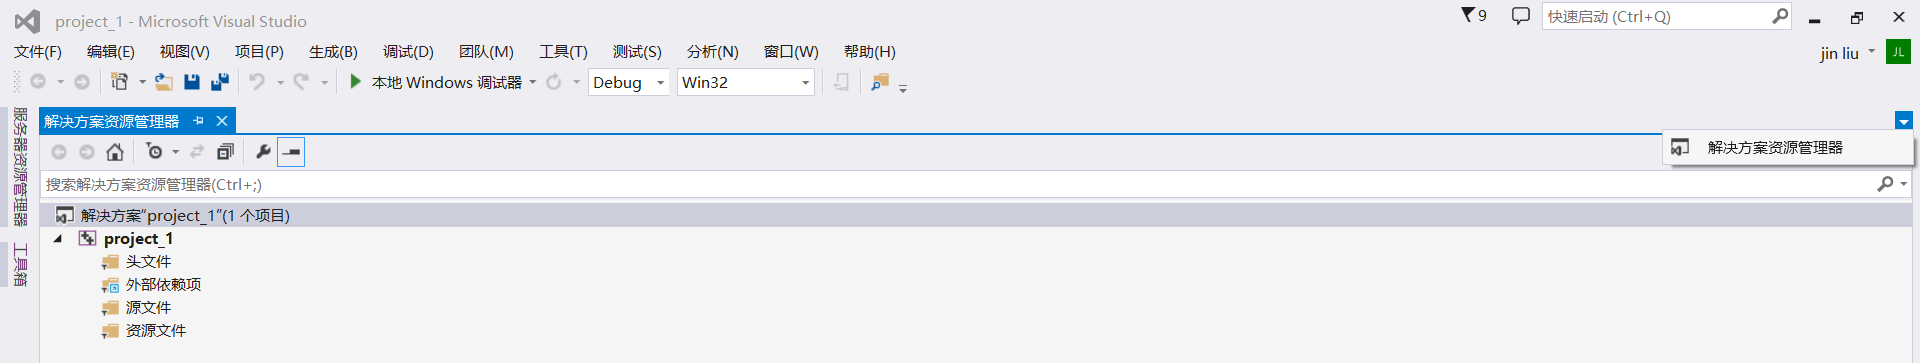 project_1 - Microsoft Visual Studio
9
快速启动 (Ctrl+Q)
文件(F) 编辑(E) 视图(V) 项目(P) 生成(B) 调试(D) 团队(M) 工具(T) 测试(S) 分析(N) 窗口(W) 帮助(H)
jin liu
JL
本地 Windows 调试器 Debug Win32
服务器资源管理器
工具箱
解决方案资源管理器
解决方案资源管理器
搜索解决方案资源管理器(Ctrl+;)
解决方案“project_1”(1 个项目)
project_1
头文件
外部依赖项
源文件
资源文件